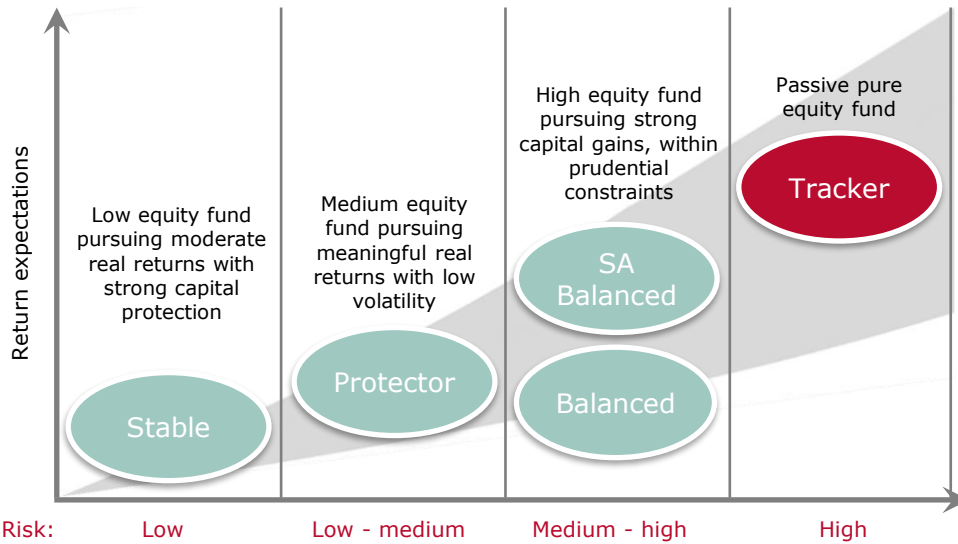 Return expectations
Low equity fund
pursuing moderate
real returns with
strong capital
protection
Stable
Medium equity
fund pursuing
meaningful real
returns with low
volatility
Protector
High equity fund
pursuing strong
capital gains, within
prudential
constraints
SA
Balanced
Balanced
Passive pure
equity fund
Tracker
Risk:
Low
Low - medium
Medium - high
High